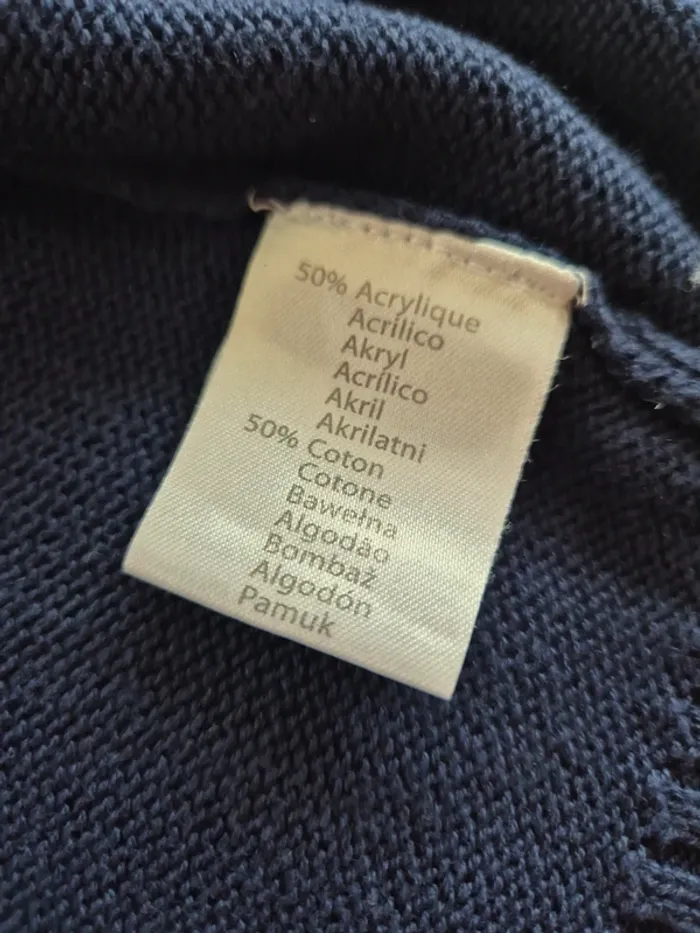 50% Acrylique
Acrílico
Akryl
Acrílico
Akril
Akrilatni
50% Coton
Cotone
Bawełna
Algodão
Bombaž
Algodón
Pamuk